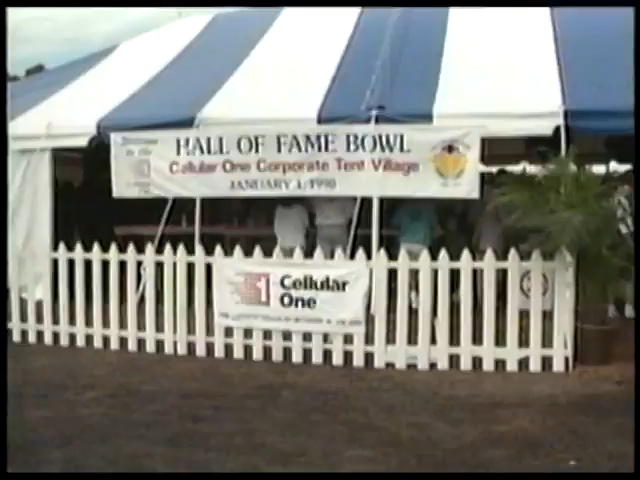 HALL OF FAME BOWL
Cellular One Corporate Tent Village
JANUARY 1, 1990
Cellular
One